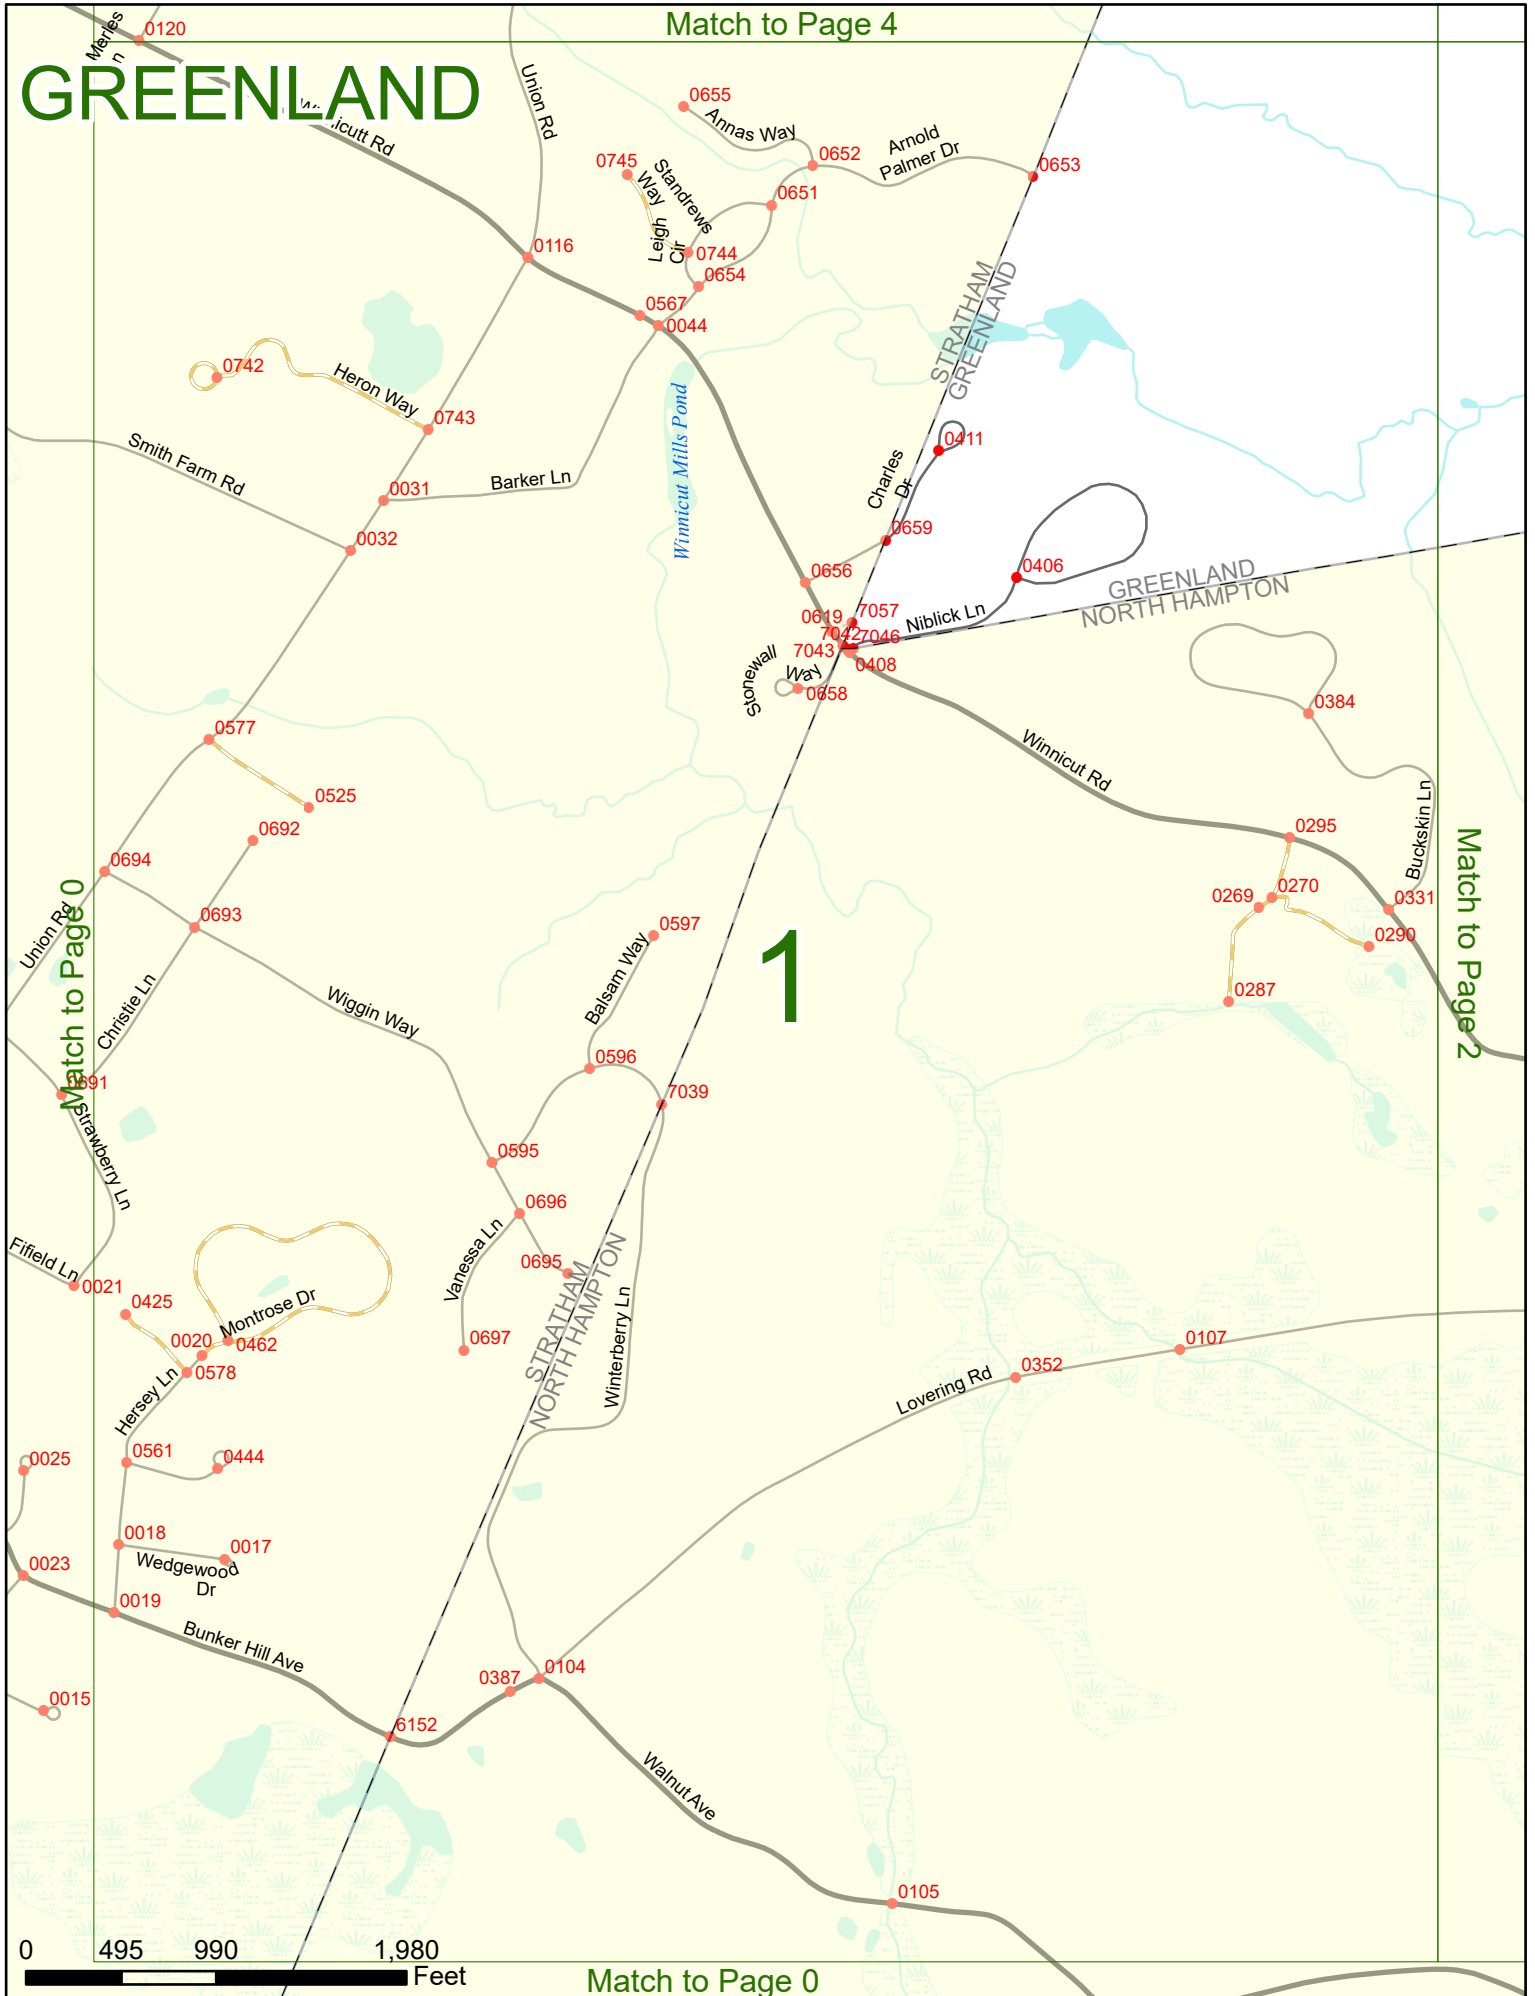 Match to Page 4
GREENLAND
Merles
0120
Union Rd
0655
Annas Way
Arnold
Palmer Dr
0652
0653
0745
Standrews
Cir
Leigh
Way
0651
0116
0744
0654
0567
0044
STRATHAM
GREENLAND
0742
Heron Way
0743
Winnicut Mills Pond
Smith Farm Rd
0031
Barker Ln
0411
Charles
Dr
0032
0659
0656
0406
GREENLAND
NORTH HAMPTON
0619
7057
Niblick Ln
7042
7046
7043
0408
Stonewall
Way
0658
0384
0577
Winnicut Rd
0525
0692
0295
Buckskin Ln
0694
0693
Union Rd
Match to Page 0
Match to Page 2
0269
0270
0331
0290
0287
0597
1
Balsam Way
Christie Ln
Wiggin Way
0596
0691
7039
Strawberry Ln
0595
0696
Vanessa Ln
0695
STRATHAM
NORTH HAMPTON
Winterberry Ln
Fifield Ln
0021
0425
Montrose Dr
0020
0462
0578
0697
Hersey Ln
0107
0352
Lovering Rd
0561
0444
0025
0018
0017
Wedgewood
Dr
0023
0019
Bunker Hill Ave
0104
0387
0015
6152
Walnut Ave
0105
0
495
990
1,980
Feet
Match to Page 0